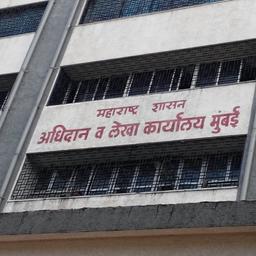 महाराष्ट्र शासन
अधिदान व लेखा कार्यालय मुंबई